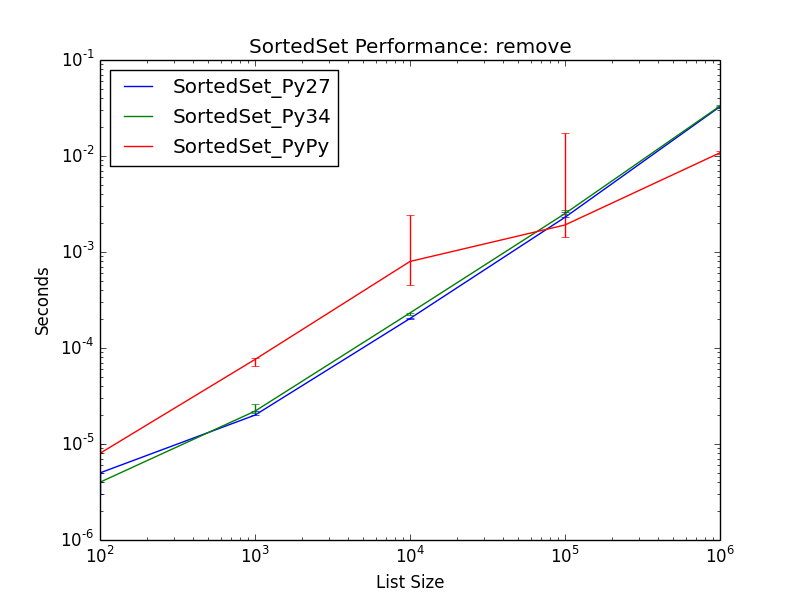 SortedSet Performance: remove
SortedSet_Py27
SortedSet_Py34
SortedSet_PyPy
10^-1
10^-2
10^-3
10^-4
10^-5
10^-6
Seconds
10^2 10^3 10^4 10^5 10^6
List Size